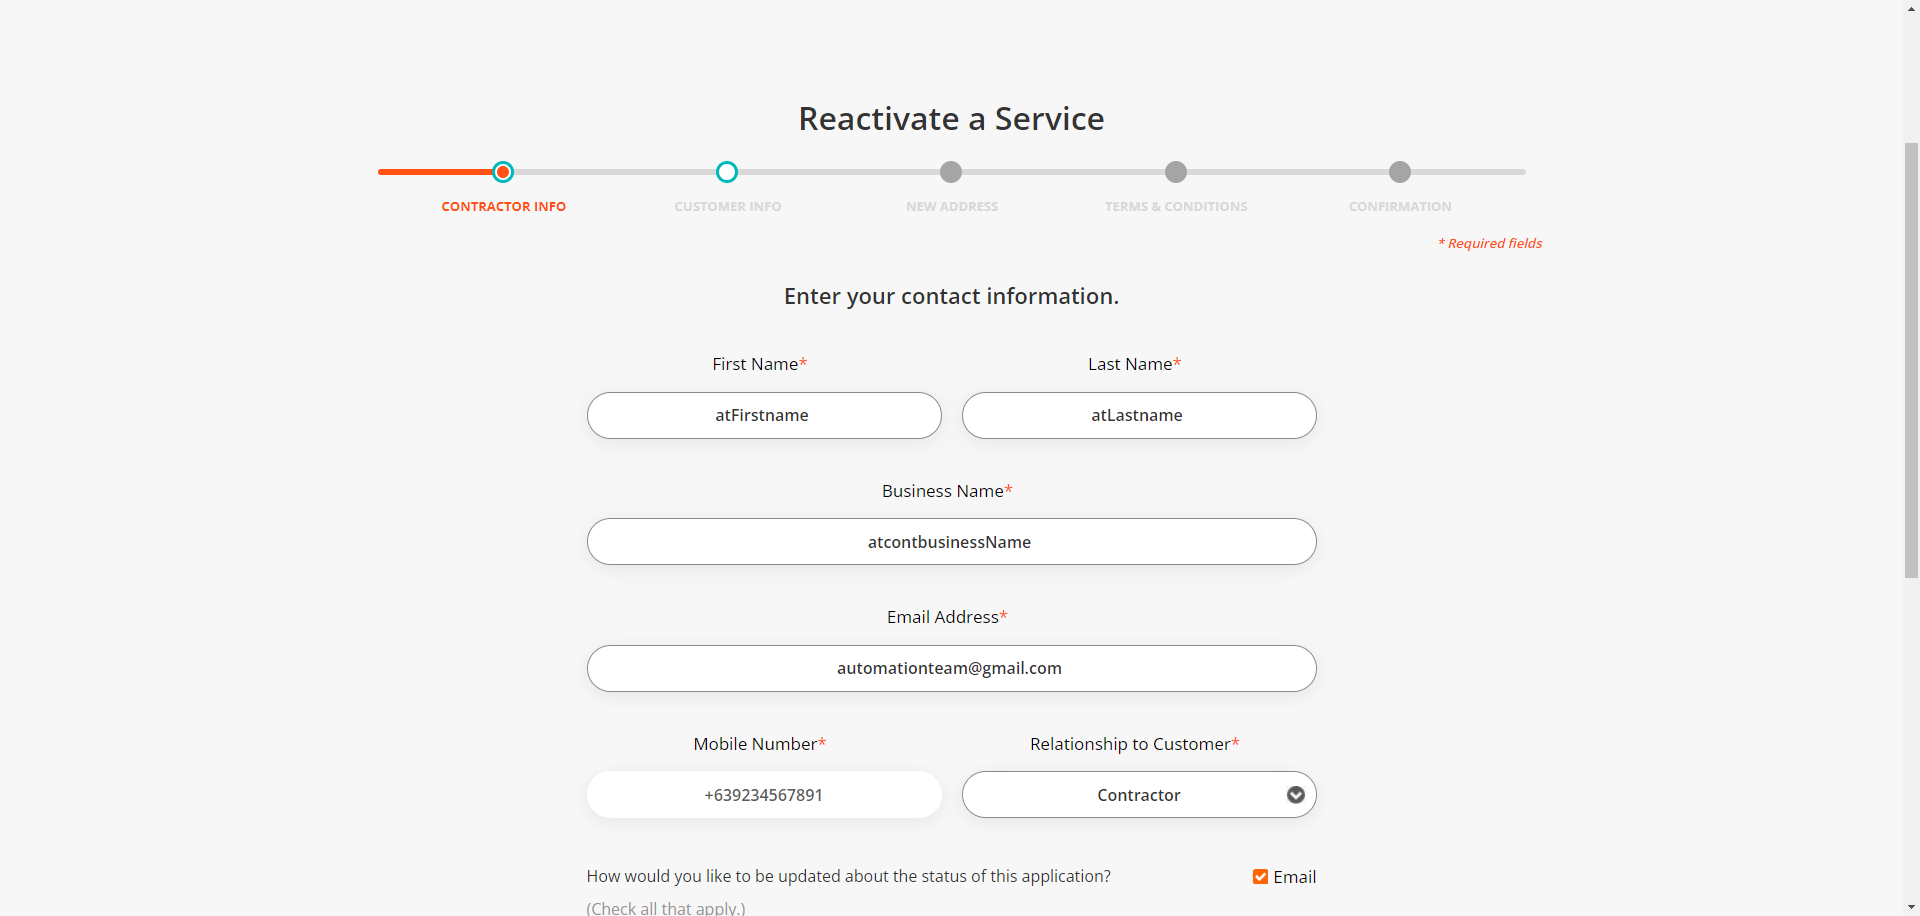 Reactivate a Service
CONTRACTOR INFO CUSTOMER INFO NEW ADDRESS TERMS & CONDITIONS CONFIRMATION
* Required fields
Enter your contact information.
First Name* Last Name*
atFirstname atLastname
Business Name*
atcontbusinessName
Email Address*
automationteam@gmail.com
Mobile Number* Relationship to Customer*
+639234567891 Contractor
How would you like to be updated about the status of this application? Email
(Check all that apply.)